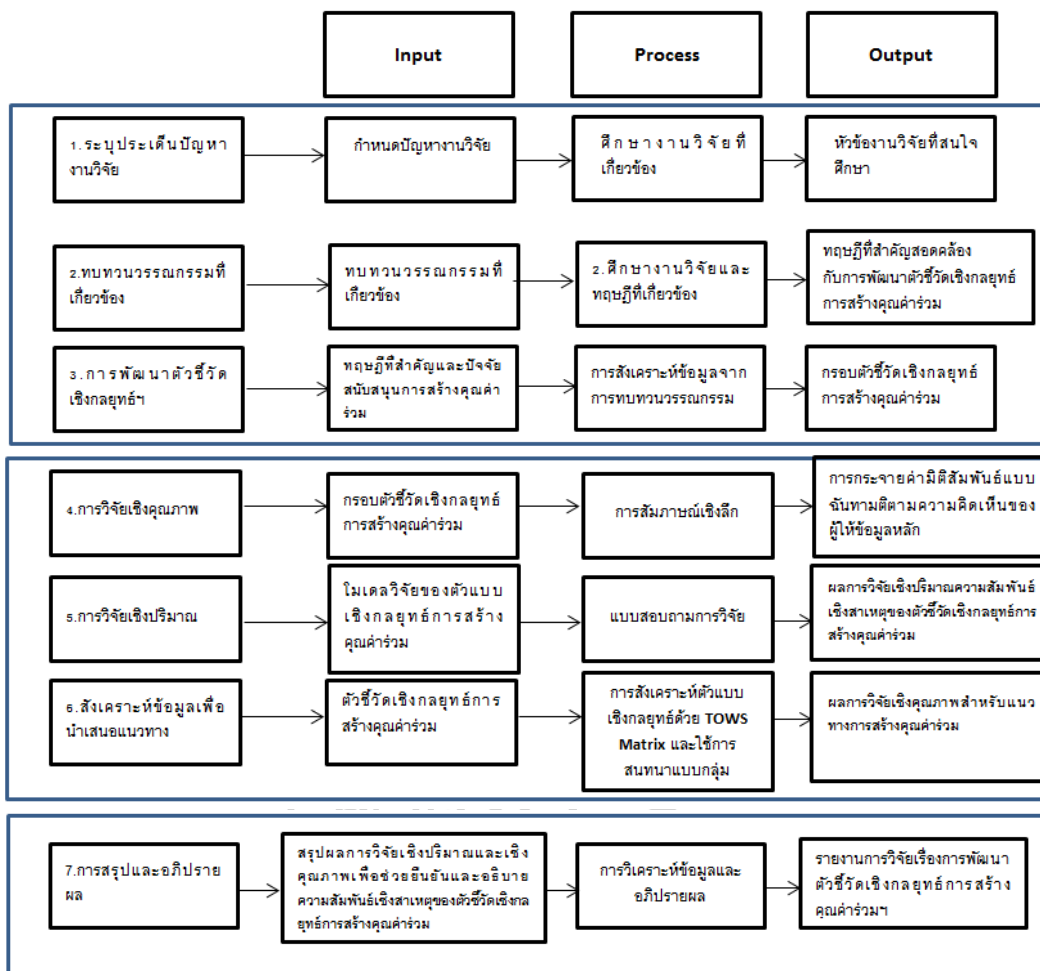 Input
Process
Output
1.ระบุประเด็นปัญหา
งานวิจัย
กำหนดปัญหางานวิจัย
ศึกษางานวิจัยที่
เกี่ยวข้อง
หัวข้องานวิจัยที่สนใจ
ศึกษา
2.ทบทวนวรรณกรรมที่
เกี่ยวข้อง
ทบทวนวรรณกรรมที่
เกี่ยวข้อง
2.ศึกษางานวิจัยและ
ทฤษฎีที่เกี่ยวข้อง
ทฤษฎีที่สำคัญสอดคล้อง
กับการพัฒนาตัวชี้วัดเชิงกลยุทธ์
การสร้างคุณค่าร่วม
3.การพัฒนาตัวชี้วัด
เชิงกลยุทธ์ฯ
ทฤษฎีที่สำคัญและปัจจัย
สนับสนุนการสร้างคุณค่า
ร่วม
การสังเคราะห์ข้อมูลจาก
การทบทวนวรรณกรรม
กรอบตัวชี้วัดเชิงกลยุทธ์
การสร้างคุณค่าร่วม
4.การวิจัยเชิงคุณภาพ
กรอบตัวชี้วัดเชิงกลยุทธ์
การสร้างคุณค่าร่วม
การสัมภาษณ์เชิงลึก
การกระจายค่ามิติสัมพันธ์แบบ
ฉันทามติตามความคิดเห็นของ
ผู้ให้ข้อมูลหลัก
5.การวิจัยเชิงปริมาณ
โมเดลวิจัยของตัวแบบ
เชิงกลยุทธ์การสร้าง
คุณค่าร่วม
แบบสอบถามการวิจัย
ผลการวิจัยเชิงปริมาณความสัมพันธ์
เชิงสาเหตุของตัวชี้วัดเชิงกลยุทธ์การ
สร้างคุณค่าร่วม
6.สังเคราะห์ข้อมูลเพื่อ
นำเสนอแนวทาง
ตัวชี้วัดเชิงกลยุทธ์การ
สร้างคุณค่าร่วม
การสังเคราะห์ตัวแบบ
เชิงกลยุทธ์ด้วย TOWS
Matrix และใช้การ
สนทนาแบบกลุ่ม
ผลการวิจัยเชิงคุณภาพสำหรับแนว
ทางการสร้างคุณค่าร่วม
7.การสรุปและอภิปราย
ผล
สรุปผลการวิจัยเชิงปริมาณและเชิง
คุณภาพเพื่อช่วยยืนยันและอธิบาย
ความสัมพันธ์เชิงสาเหตุของตัวชี้วัดเชิงกล
ยุทธ์การสร้างคุณค่าร่วม
การวิเคราะห์ข้อมูลและ
อภิปรายผล
รายงานการวิจัยเรื่องการพัฒนา
ตัวชี้วัดเชิงกลยุทธ์การสร้าง
คุณค่าร่วมฯ